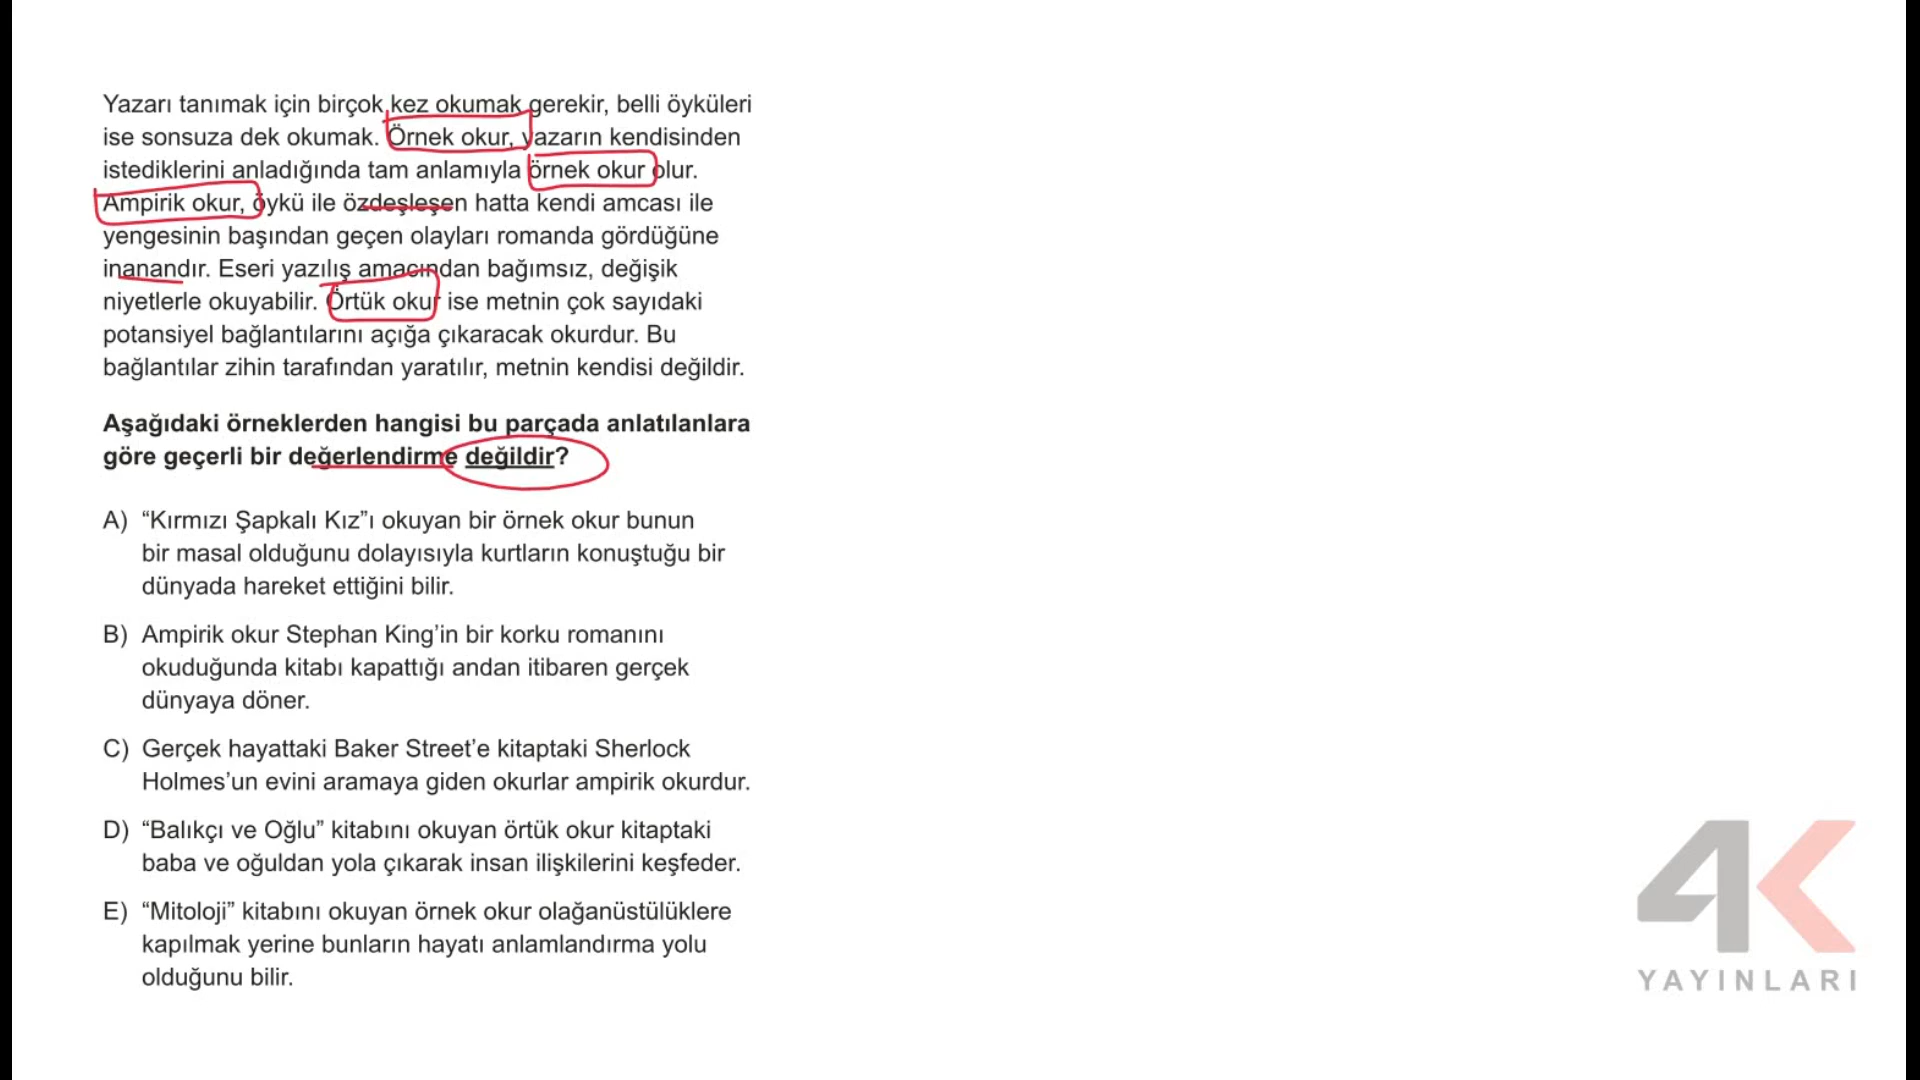 Yazarı tanımak için birçok kez okumak gerekir, belli öyküleri
ise sonsuza dek okumak. Örnek okur, yazarın kendisinden
istediklerini anladığında tam anlamıyla örnek okur olur.
Ampirik okur, öykü ile özdeşleşen hatta kendi amcası ile
yengesinin başından geçen olayları romanda gördüğüne
inanandır. Eseri yazılış amacından bağımsız, değişik
niyetlerle okuyabilir. Örtük okur ise metnin çok sayıdaki
potansiyel bağlantılarını açığa çıkaracak okurdur. Bu
bağlantılar zihin tarafından yaratılır, metnin kendisi değildir.
Aşağıdaki örneklerden hangisi bu parçada anlatılanlara
göre geçerli bir değerlendirme değildir?
A) “Kırmızı Şapkalı Kız”ı okuyan bir örnek okur bunun
bir masal olduğunu dolayısıyla kurtların konuştuğu bir
dünyada hareket ettiğini bilir.
B) Ampirik okur Stephan King’in bir korku romanını
okuduğunda kitabı kapattığı andan itibaren gerçek
dünyaya döner.
C) Gerçek hayattaki Baker Street’e kitaptaki Sherlock
Holmes’un evini aramaya giden okurlar ampirik okurdur.
D) “Balıkçı ve Oğlu” kitabını okuyan örtük okur kitaptaki
baba ve oğuldan yola çıkarak insan ilişkilerini keşfeder.
E) “Mitoloji” kitabını okuyan örnek okur olağanüstülüklere
kapılmak yerine bunların hayatı anlamlandırma yolu
olduğunu bilir.
4K
YAYINLARI